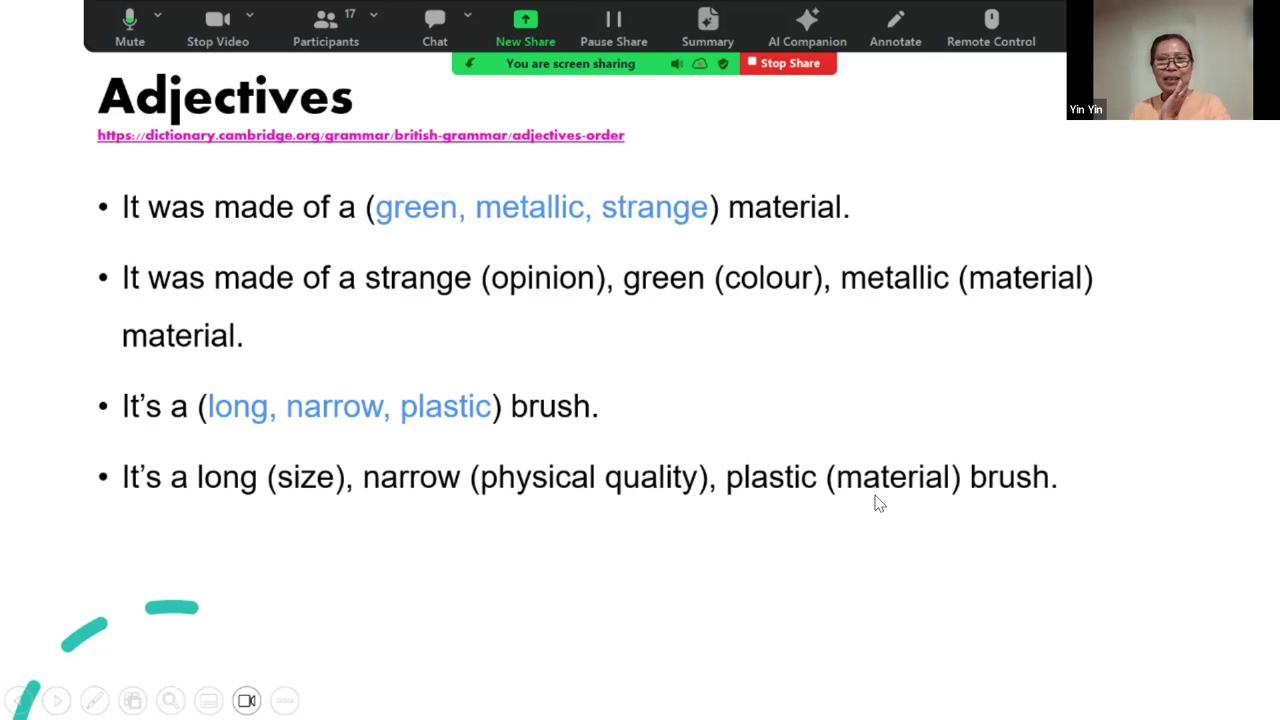 Mute
Stop Video
Participants
17
Chat
New Share
Pause Share
Summary
AI Companion
Annotate
Remote Control
You are screen sharing
Stop Share
Yin Yin
Adjectives
https://dictionary.cambridge.org/grammar/british-grammar/adjectives-order
• It was made of a (green, metallic, strange) material.
• It was made of a strange (opinion), green (colour), metallic (material)
material.
• It’s a (long, narrow, plastic) brush.
• It’s a long (size), narrow (physical quality), plastic (material) brush.